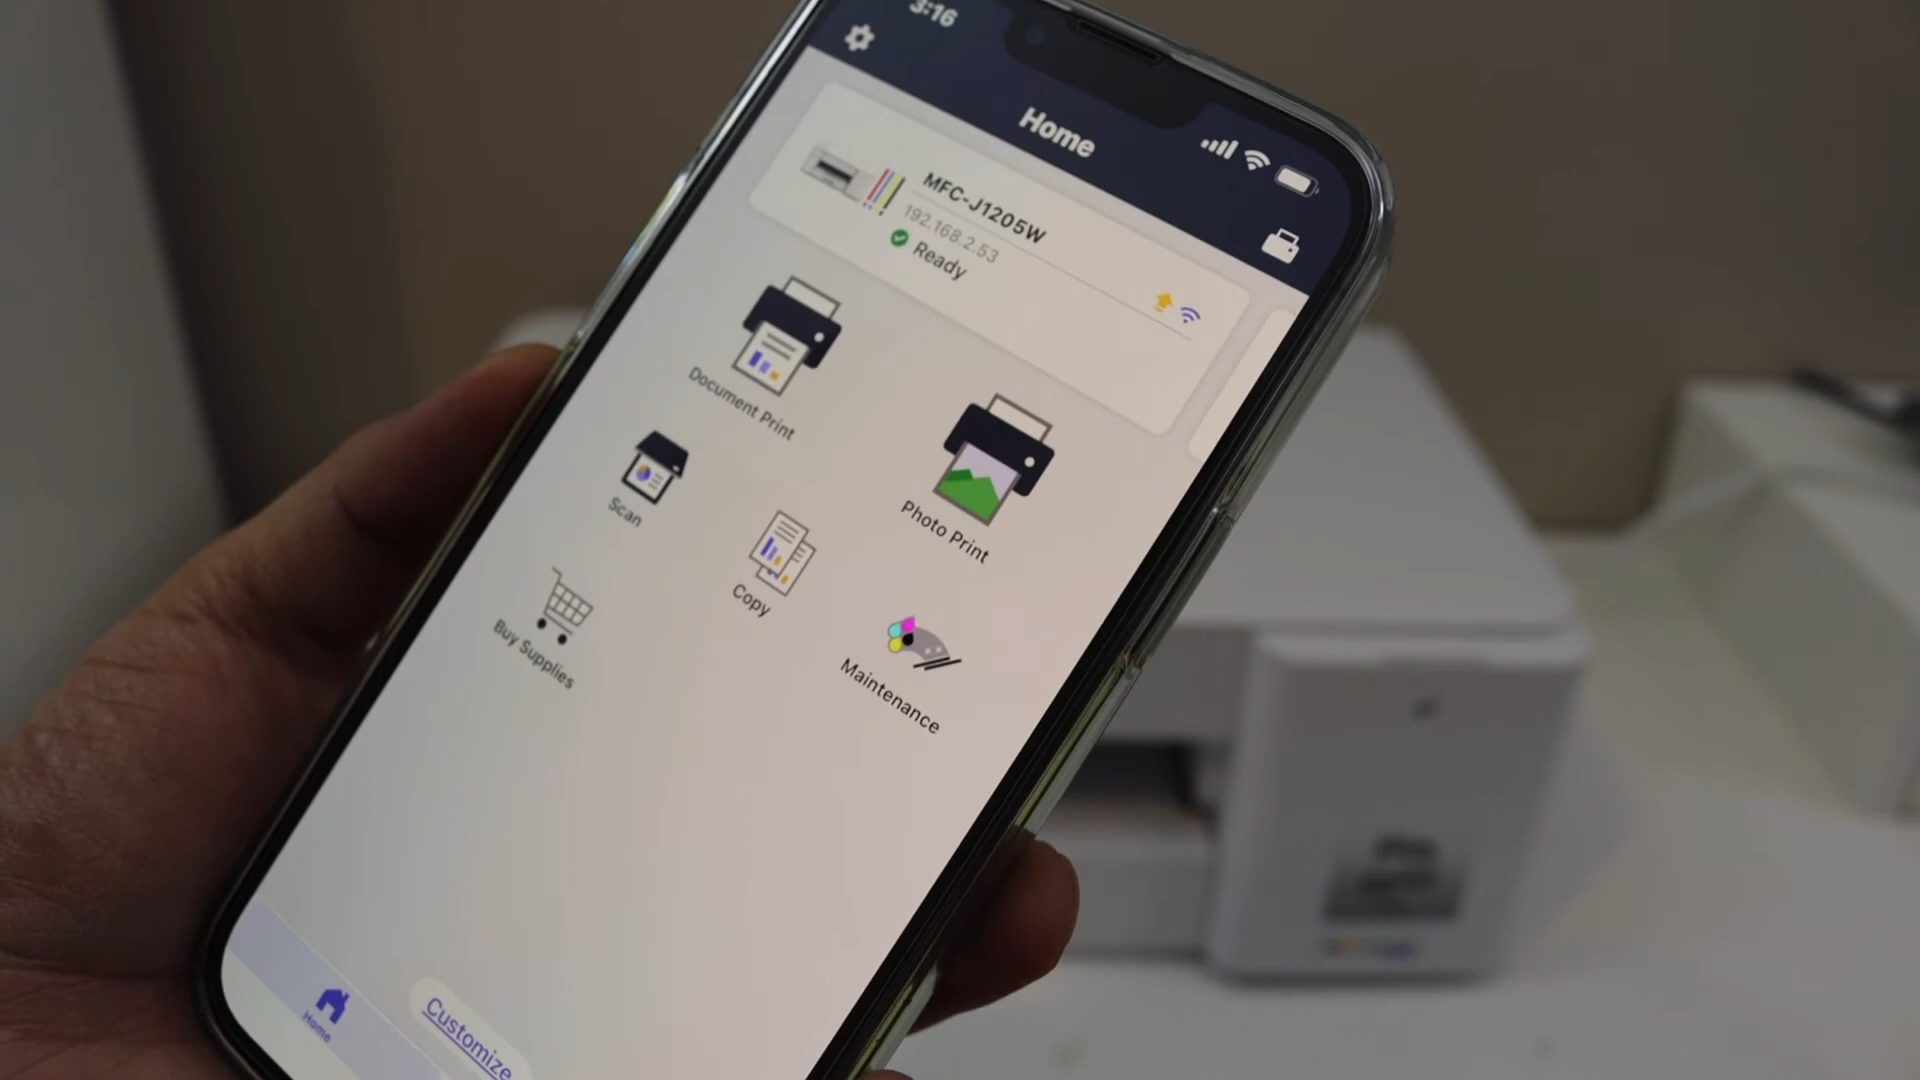 3:16
Home
MFC-J1205W
192.168.2.53
Ready
Document Print
Photo Print
Scan
Copy
Maintenance
Buy Supplies
Home
Customize